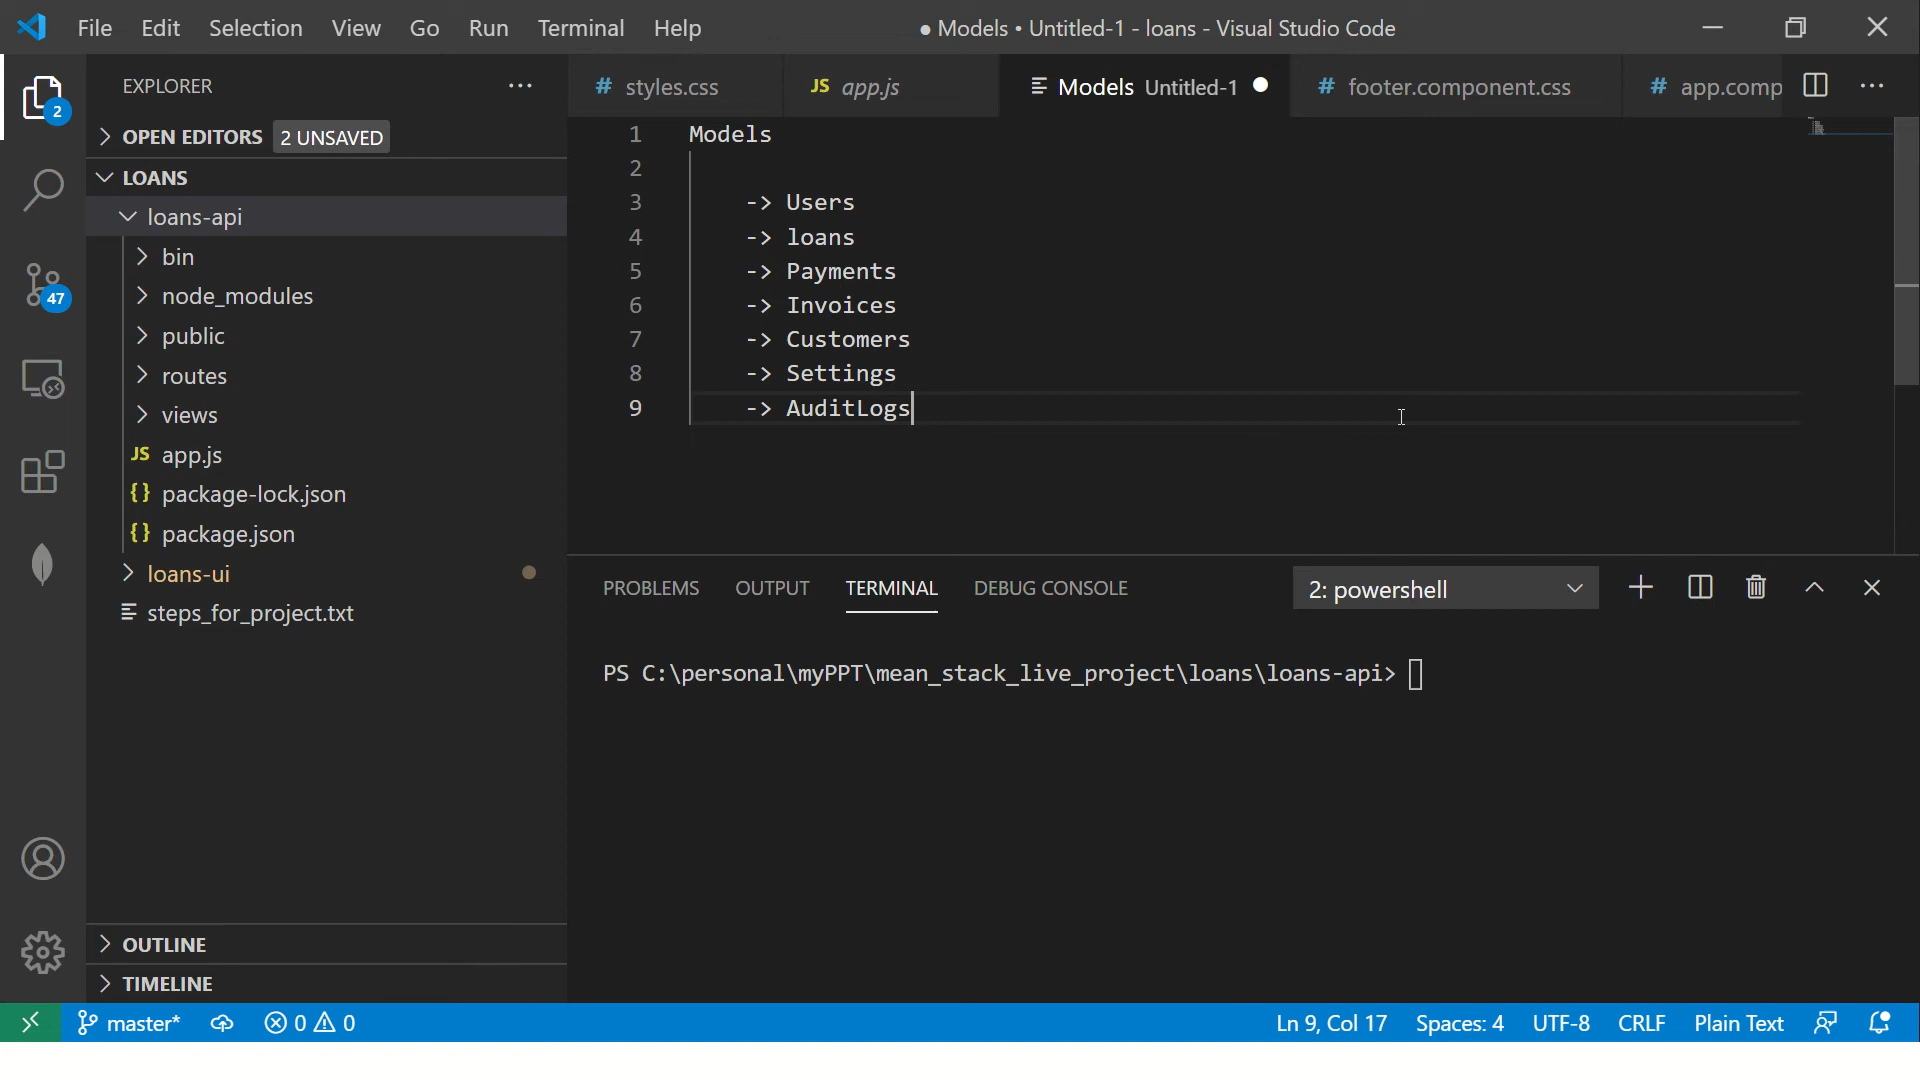 File Edit Selection View Go Run Terminal Help ● Models • Untitled-1 - loans - Visual Studio Code
EXPLORER ...
# styles.css JS app.js Models Untitled-1 ● # footer.component.css # app.comp ...
2
OPEN EDITORS 2 UNSAVED
LOANS
loans-api
bin
node_modules
public
routes
views
JS app.js
{} package-lock.json
{} package.json
loans-ui
steps_for_project.txt
47
OUTLINE
TIMELINE
1 Models
2
3 -> Users
4 -> loans
5 -> Payments
6 -> Invoices
7 -> Customers
8 -> Settings
9 -> AuditLogs
PROBLEMS OUTPUT TERMINAL DEBUG CONSOLE 2: powershell
PS C:\personal\myPPT\mean_stack_live_project\loans\loans-api>
master* 0 0 Ln 9, Col 17 Spaces: 4 UTF-8 CRLF Plain Text